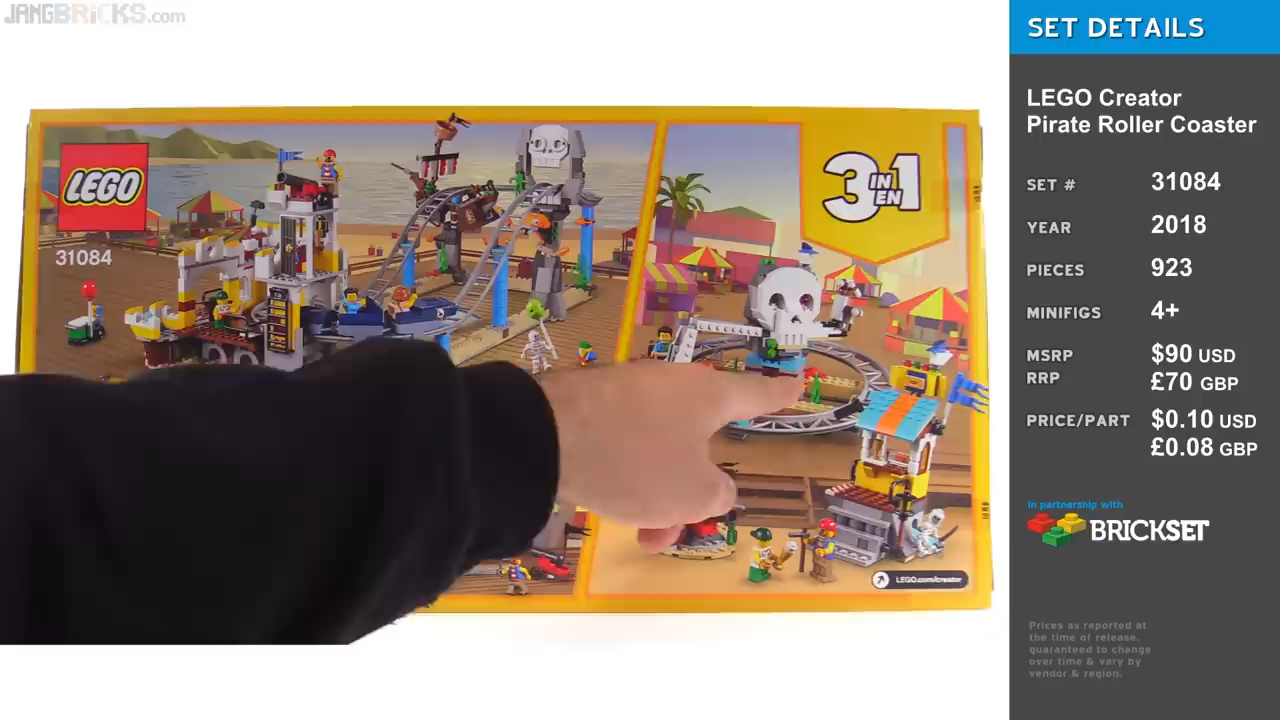 JANGBRiCKS.com
LEGO
31084
3 IN EN 1
LEGO.com/creator
SET DETAILS
LEGO Creator
Pirate Roller Coaster
SET # 31084
YEAR 2018
PIECES 923
MINIFIGS 4+
MSRP $90 USD
RRP £70 GBP
PRICE/PART $0.10 USD
£0.08 GBP
In partnership with
BRICKSET
Prices as reported at
the time of release,
guaranteed to change
over time & vary by
vendor & region.